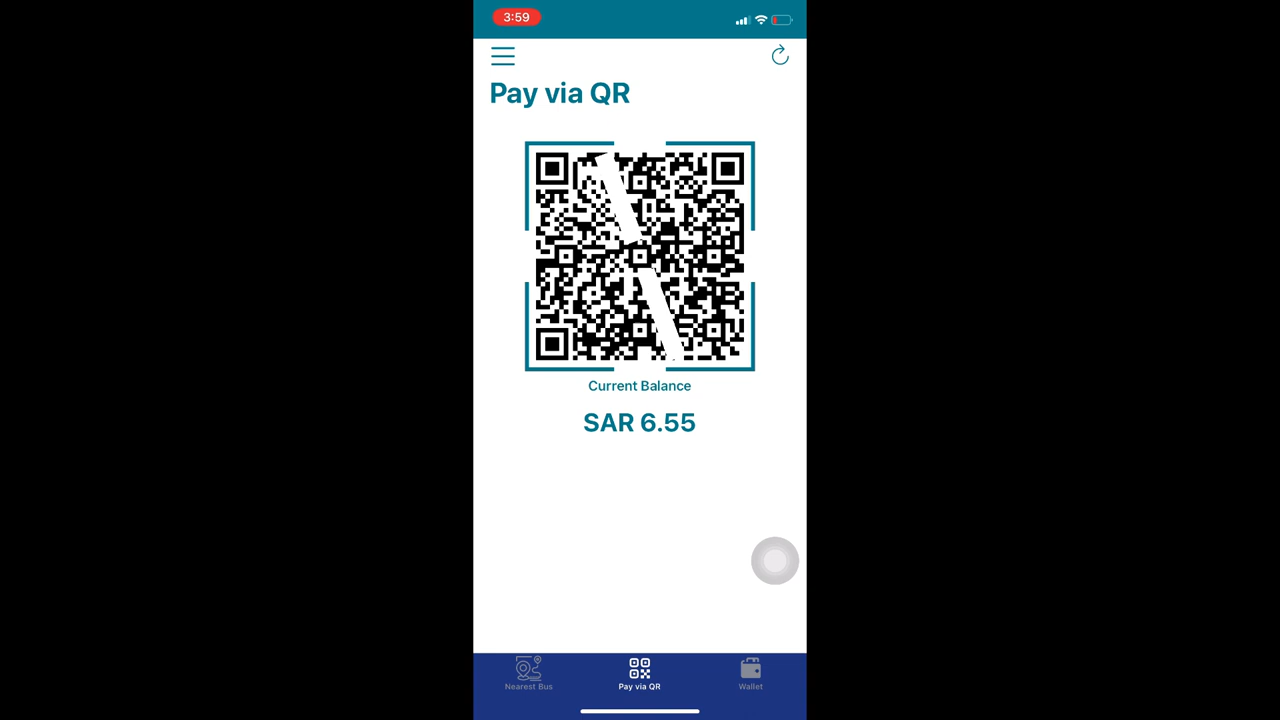 3:59
Pay via QR
Current Balance
SAR 6.55
Nearest Bus
Pay via QR
Wallet